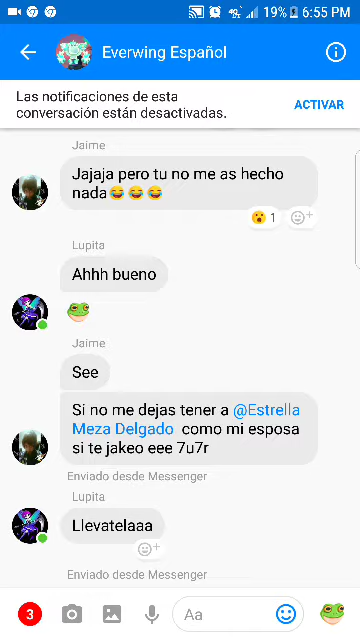 19% 6:55 PM
Everwing Español
Las notificaciones de esta
conversación están desactivadas.
ACTIVAR
Jaime
Jajaja pero tu no me as hecho
nada😂😂😂
😮 1
Lupita
Ahhh bueno
Jaime
See
Si no me dejas tener a @Estrella
Meza Delgado como mi esposa
si te jakeo eee 7u7r
Enviado desde Messenger
Lupita
Llevatelaaa
Enviado desde Messenger
3
Aa